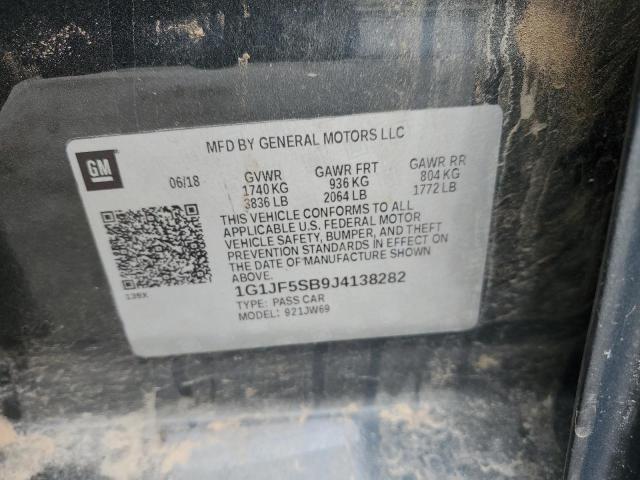 MFD BY GENERAL MOTORS LLC
GM
06/18 GVWR GAWR FRT GAWR RR
1740 KG 936 KG 804 KG
3836 LB 2064 LB 1772 LB
THIS VEHICLE CONFORMS TO ALL
APPLICABLE U.S. FEDERAL MOTOR
VEHICLE SAFETY, BUMPER, AND THEFT
PREVENTION STANDARDS IN EFFECT ON
THE DATE OF MANUFACTURE SHOWN
ABOVE.
139X
1G1JF5SB9J4138282
TYPE: PASS CAR
MODEL: 921JW69